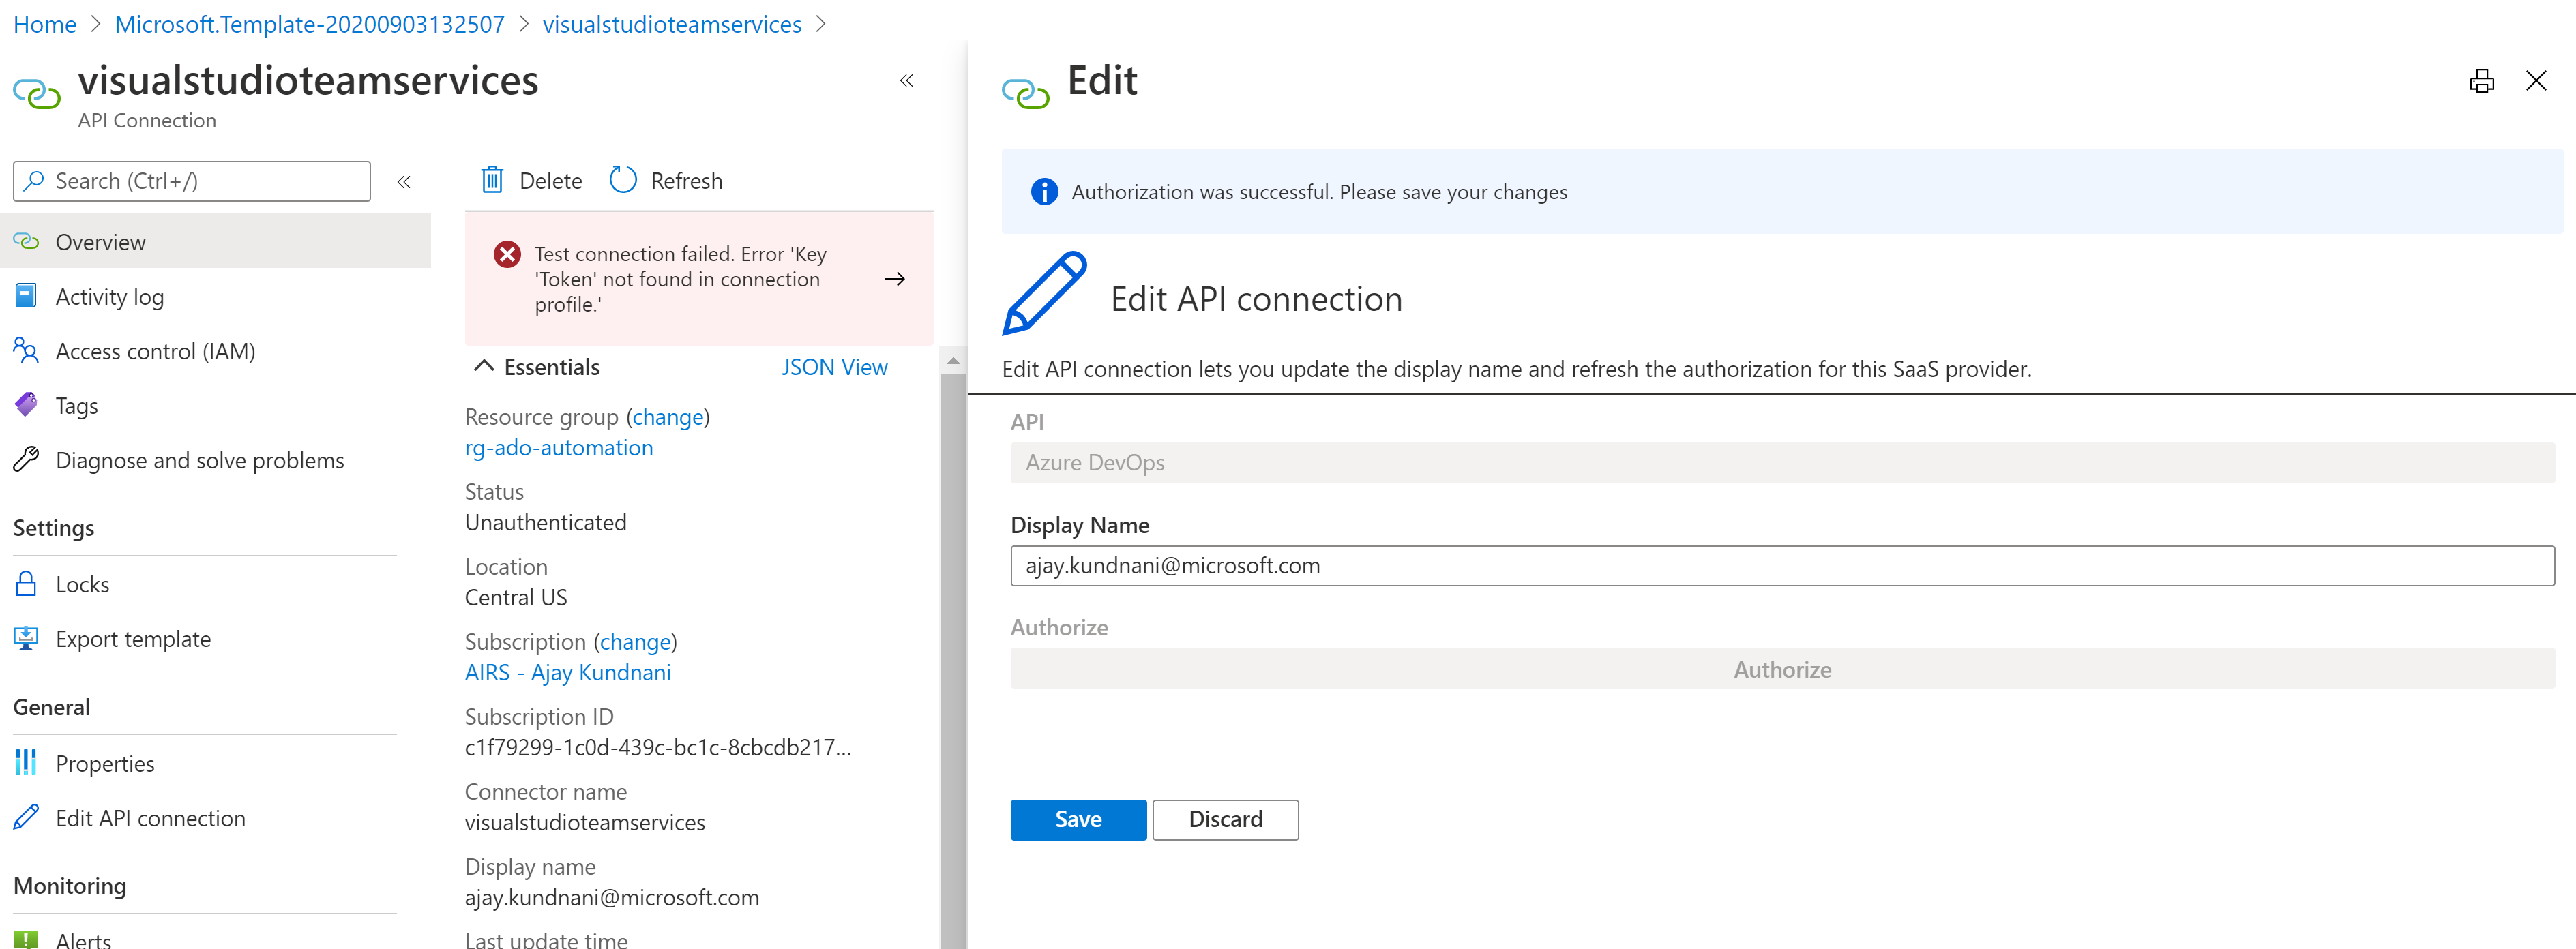 Home > Microsoft.Template-20200903132507 > visualstudioteamservices >
visualstudioteamservices
API Connection
Search (Ctrl+/)
Overview
Activity log
Access control (IAM)
Tags
Diagnose and solve problems
Settings
Locks
Export template
General
Properties
Edit API connection
Monitoring
Alerts
Delete
Refresh
Test connection failed. Error 'Key
'Token' not found in connection
profile.'
Essentials
JSON View
Resource group (change)
rg-ado-automation
Status
Unauthenticated
Location
Central US
Subscription (change)
AIRS - Ajay Kundnani
Subscription ID
c1f79299-1c0d-439c-bc1c-8cbcdb217...
Connector name
visualstudioteamservices
Display name
ajay.kundnani@microsoft.com
Last update time
Edit
Authorization was successful. Please save your changes
Edit API connection
Edit API connection lets you update the display name and refresh the authorization for this SaaS provider.
API
Azure DevOps
Display Name
ajay.kundnani@microsoft.com
Authorize
Authorize
Save
Discard